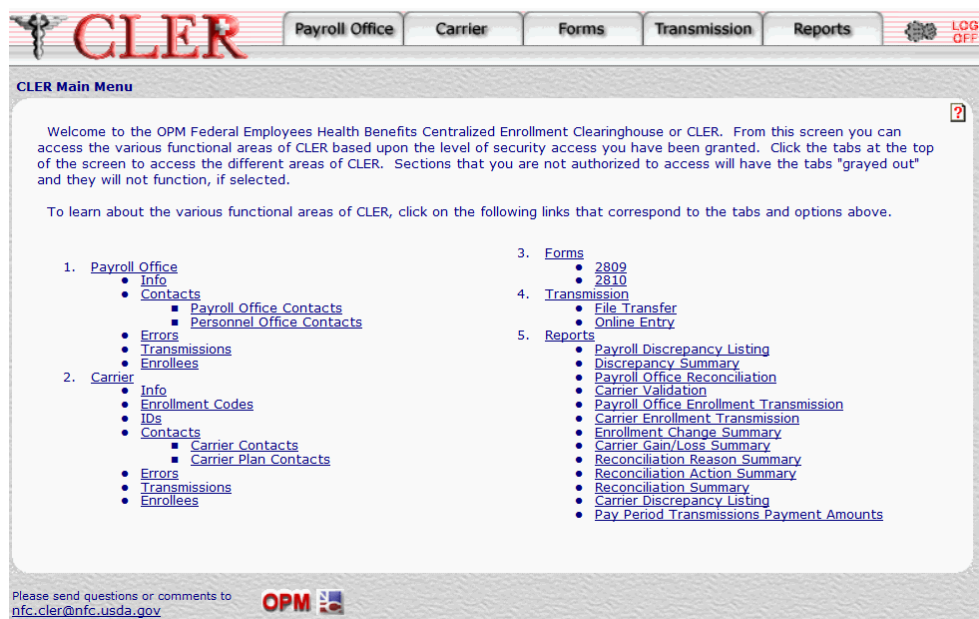 CLER
Payroll Office
Carrier
Forms
Transmission
Reports
LOG
OFF
CLER Main Menu
?
Welcome to the OPM Federal Employees Health Benefits Centralized Enrollment Clearinghouse or CLER. From this screen you can
access the various functional areas of CLER based upon the level of security access you have been granted. Click the tabs at the top
of the screen to access the different areas of CLER. Sections that you are not authorized to access will have the tabs "grayed out"
and they will not function, if selected.
To learn about the various functional areas of CLER, click on the following links that correspond to the tabs and options above.
1. Payroll Office
• Info
• Contacts
▪ Payroll Office Contacts
▪ Personnel Office Contacts
• Errors
• Transmissions
• Enrollees
2. Carrier
• Info
• Enrollment Codes
• IDs
• Contacts
▪ Carrier Contacts
▪ Carrier Plan Contacts
• Errors
• Transmissions
• Enrollees
3. Forms
• 2809
• 2810
4. Transmission
• File Transfer
• Online Entry
5. Reports
• Payroll Discrepancy Listing
• Discrepancy Summary
• Payroll Office Reconciliation
• Carrier Validation
• Payroll Office Enrollment Transmission
• Carrier Enrollment Transmission
• Enrollment Change Summary
• Carrier Gain/Loss Summary
• Reconciliation Reason Summary
• Reconciliation Action Summary
• Reconciliation Summary
• Carrier Discrepancy Listing
• Pay Period Transmissions Payment Amounts
Please send questions or comments to
nfc.cler@nfc.usda.gov
OPM